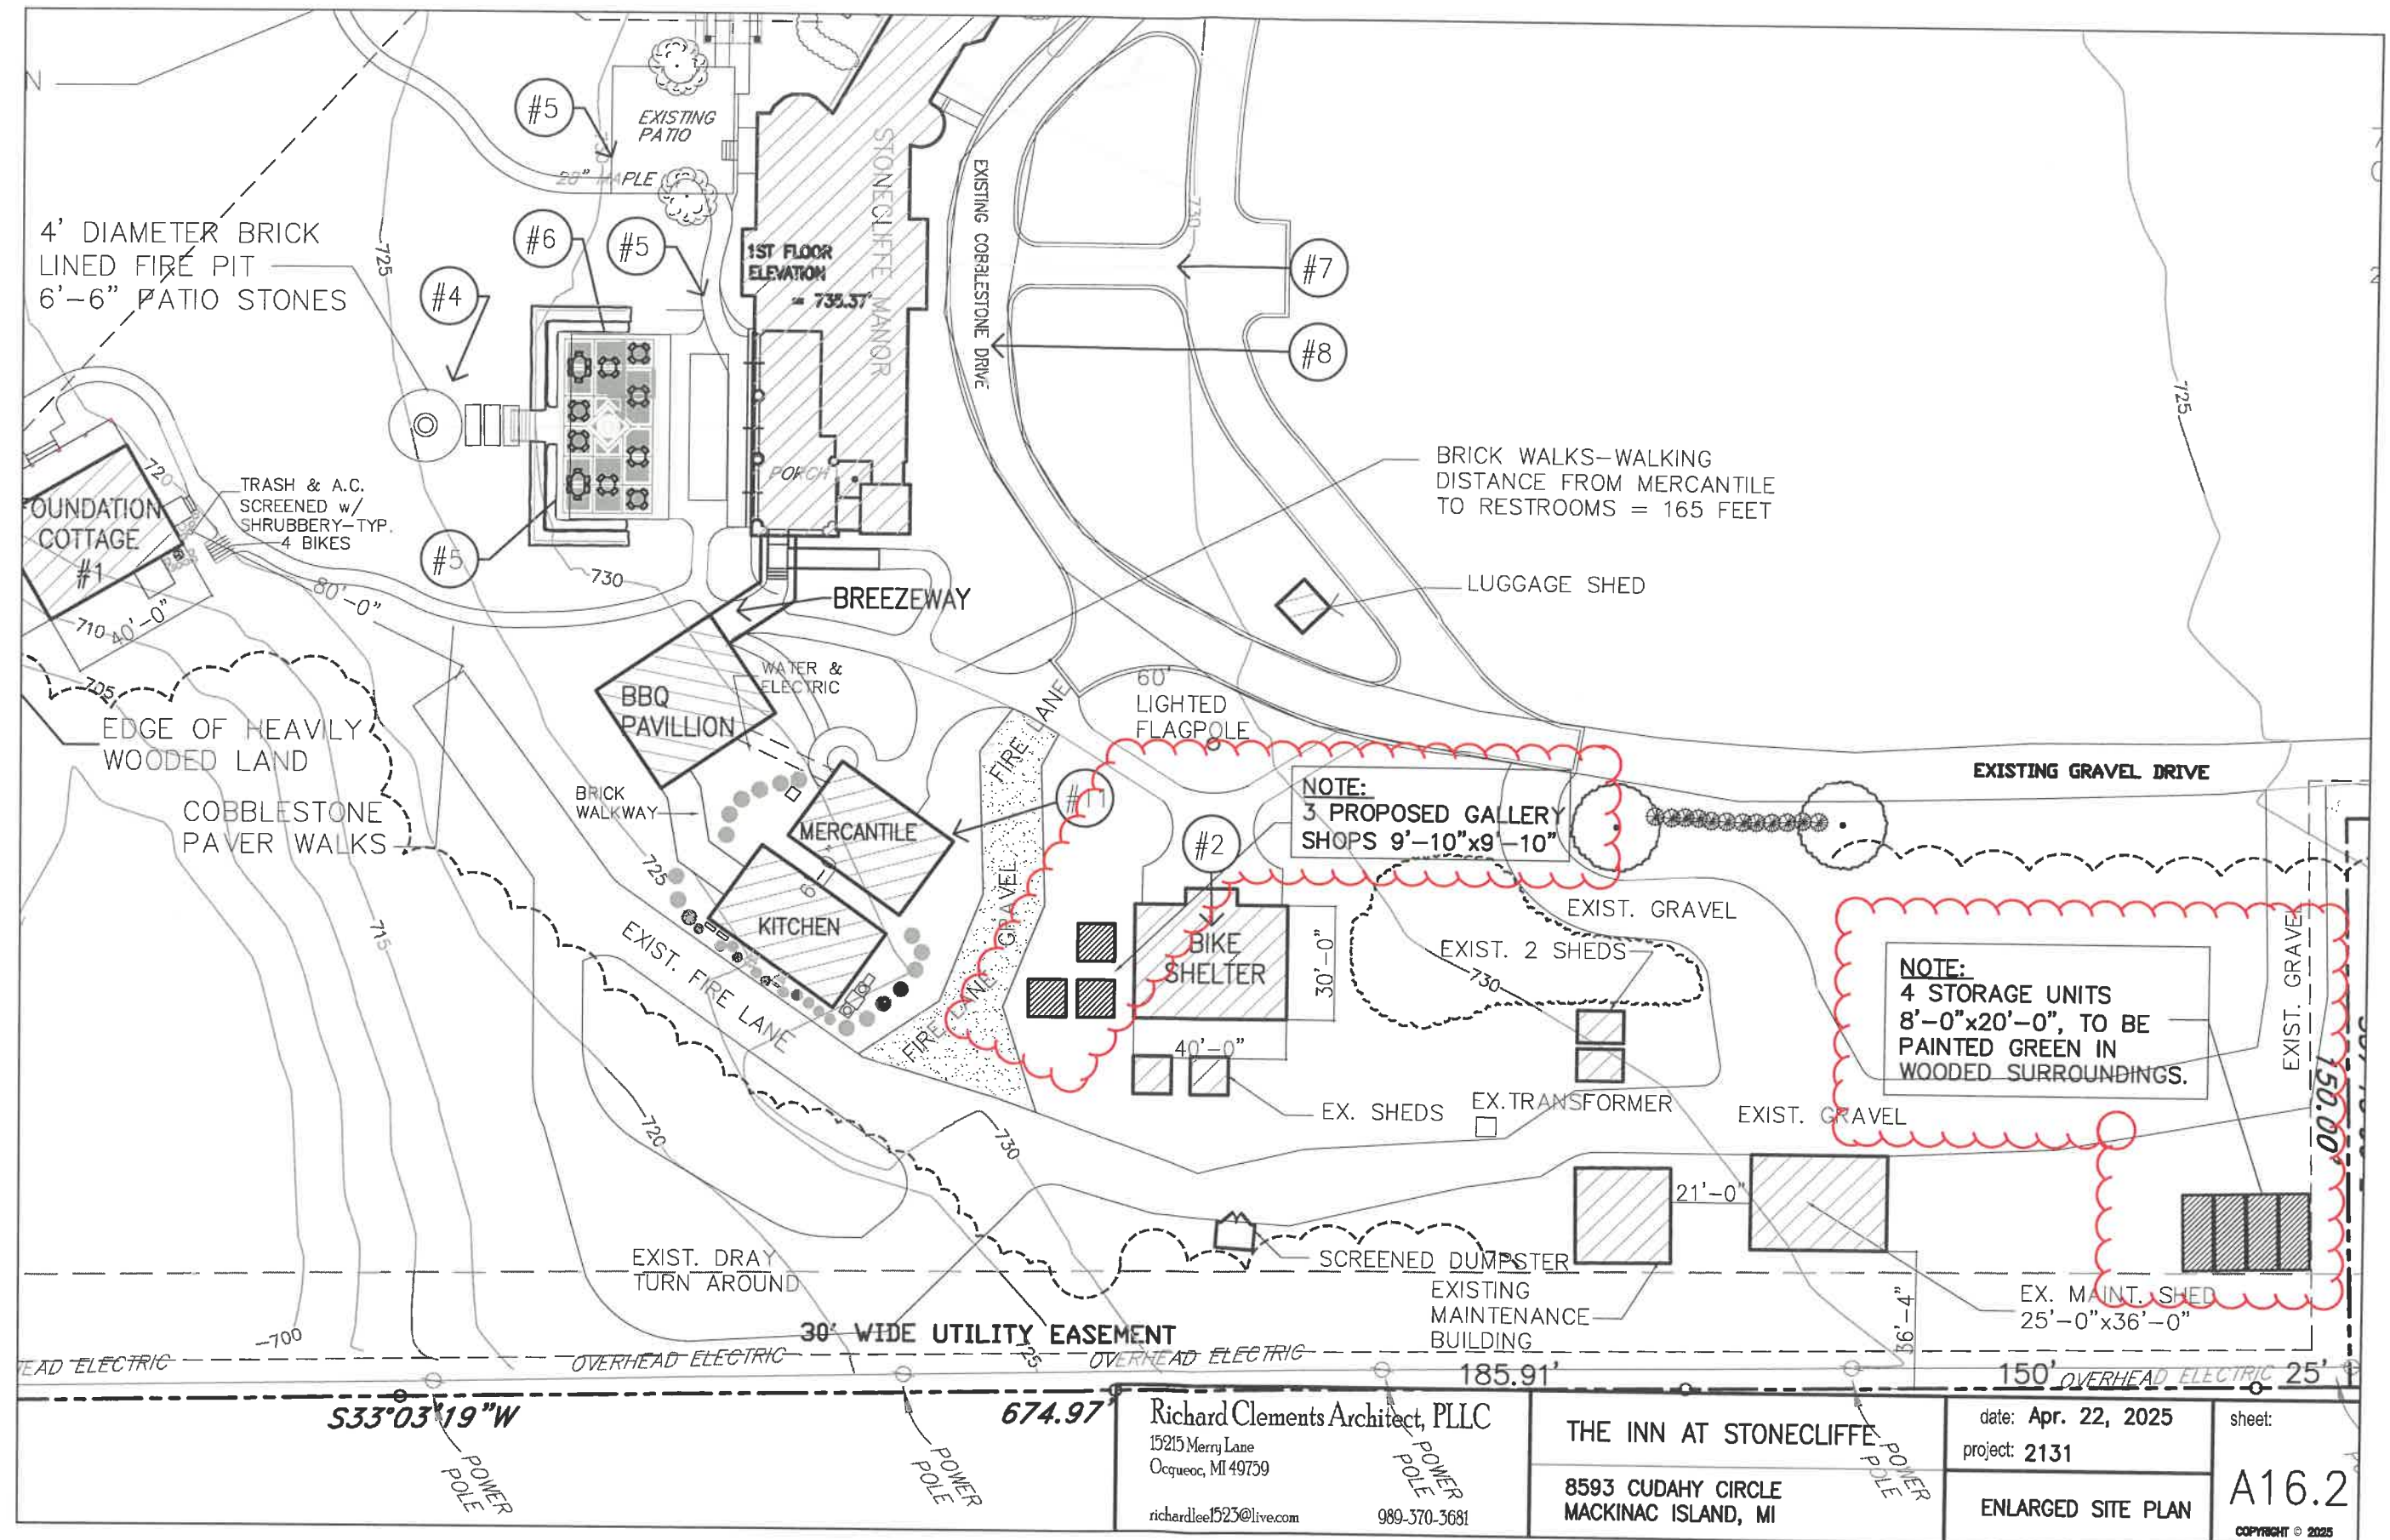 N
#5
EXISTING
PATIO
20" MAPLE
STONECLIFFE MANOR
EXISTING COBBLESTONE DRIVE
730
#7
#8
4' DIAMETER BRICK
LINED FIRE PIT
6'-6" PATIO STONES
725
#4
#6
#5
1ST FLOOR
ELEVATION
= 735.37'
725
BRICK WALKS-WALKING
DISTANCE FROM MERCANTILE
TO RESTROOMS = 165 FEET
LUGGAGE SHED
PORCH
720
TRASH & A.C.
SCREENED w/
SHRUBBERY-TYP.
4 BIKES
OUNDATION
COTTAGE
#1
#5
730
80'-0"
710
40'-0"
705
BREEZEWAY
WATER &
ELECTRIC
BBQ
PAVILLION
EDGE OF HEAVILY
WOODED LAND
COBBLESTONE
PAVER WALKS
BRICK
WALKWAY
FIRE LANE
60'
LIGHTED
FLAGPOLE
EXISTING GRAVEL DRIVE
NOTE:
3 PROPOSED GALLERY
SHOPS 9'-10"x9'-10"
#2
MERCANTILE
6'
KITCHEN
725
715
GRAVEL
FIRE LANE
EXIST. FIRE LANE
BIKE
SHELTER
30'-0"
40'-0"
EXIST. GRAVEL
EXIST. 2 SHEDS
730
EX. SHEDS
EX.TRANSFORMER
EXIST. GRAVEL
EXIST. GRAVEL
NOTE:
4 STORAGE UNITS
8'-0"x20'-0", TO BE
PAINTED GREEN IN
WOODED SURROUNDINGS.
150.00'
720
730
21'-0"
EXIST. DRAY
TURN AROUND
SCREENED DUMPSTER
EXISTING
MAINTENANCE
BUILDING
EX. MAINT. SHED
25'-0"x36'-0"
36'-4"
700
30' WIDE UTILITY EASEMENT
725
EAD ELECTRIC
OVERHEAD ELECTRIC
OVERHEAD ELECTRIC
185.91'
150'
OVERHEAD ELECTRIC
25'
S33°03'19"W
674.97'
POWER
POLE
POWER
POLE
POWER
POLE
POWER
POLE
Richard Clements Architect, PLLC
15215 Merry Lane
Ocqueoc, MI 49759
richardlee1523@live.com
989-370-3681
THE INN AT STONECLIFFE
8593 CUDAHY CIRCLE
MACKINAC ISLAND, MI
date: Apr. 22, 2025
project: 2131
ENLARGED SITE PLAN
sheet:
A16.2
COPYRIGHT © 2025